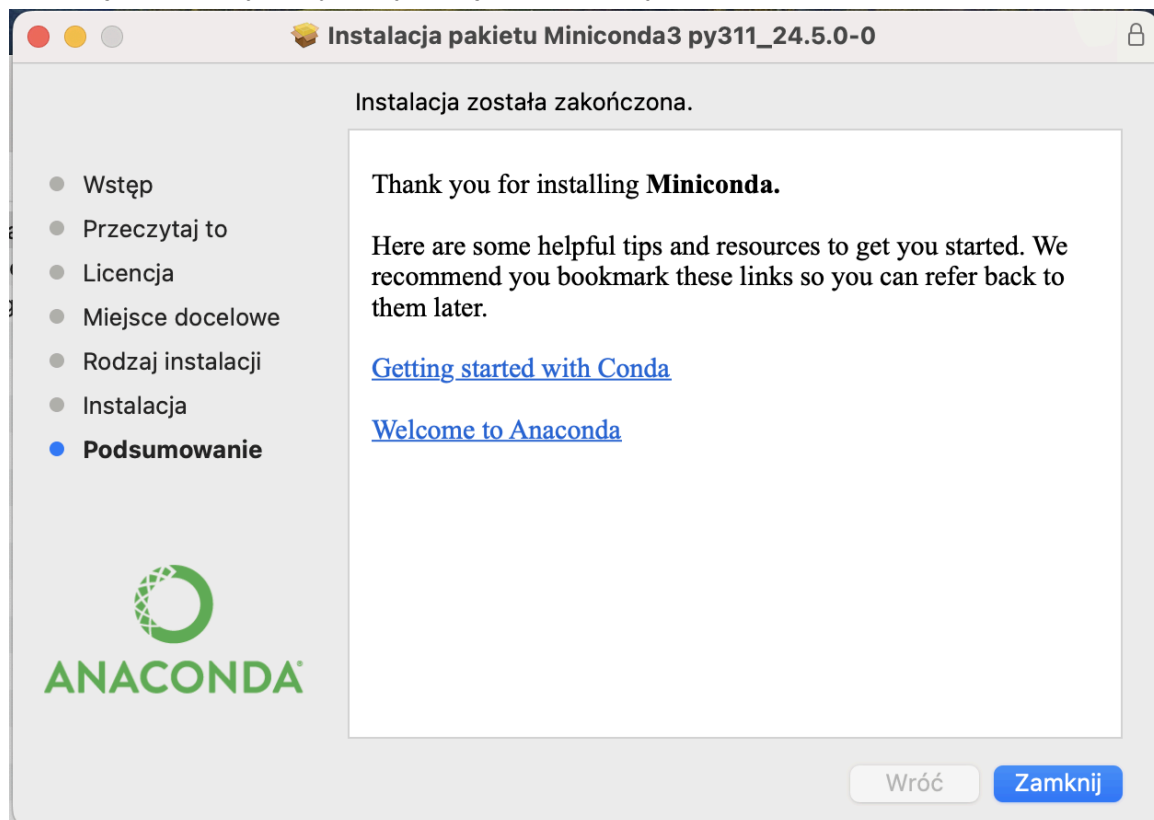 Instalacja pakietu Miniconda3 py311_24.5.0-0
Instalacja została zakończona.
Wstęp
Przeczytaj to
Licencja
Miejsce docelowe
Rodzaj instalacji
Instalacja
Podsumowanie
Thank you for installing Miniconda.
Here are some helpful tips and resources to get you started. We
recommend you bookmark these links so you can refer back to
them later.
Getting started with Conda
Welcome to Anaconda
ANACONDA
Wróć
Zamknij